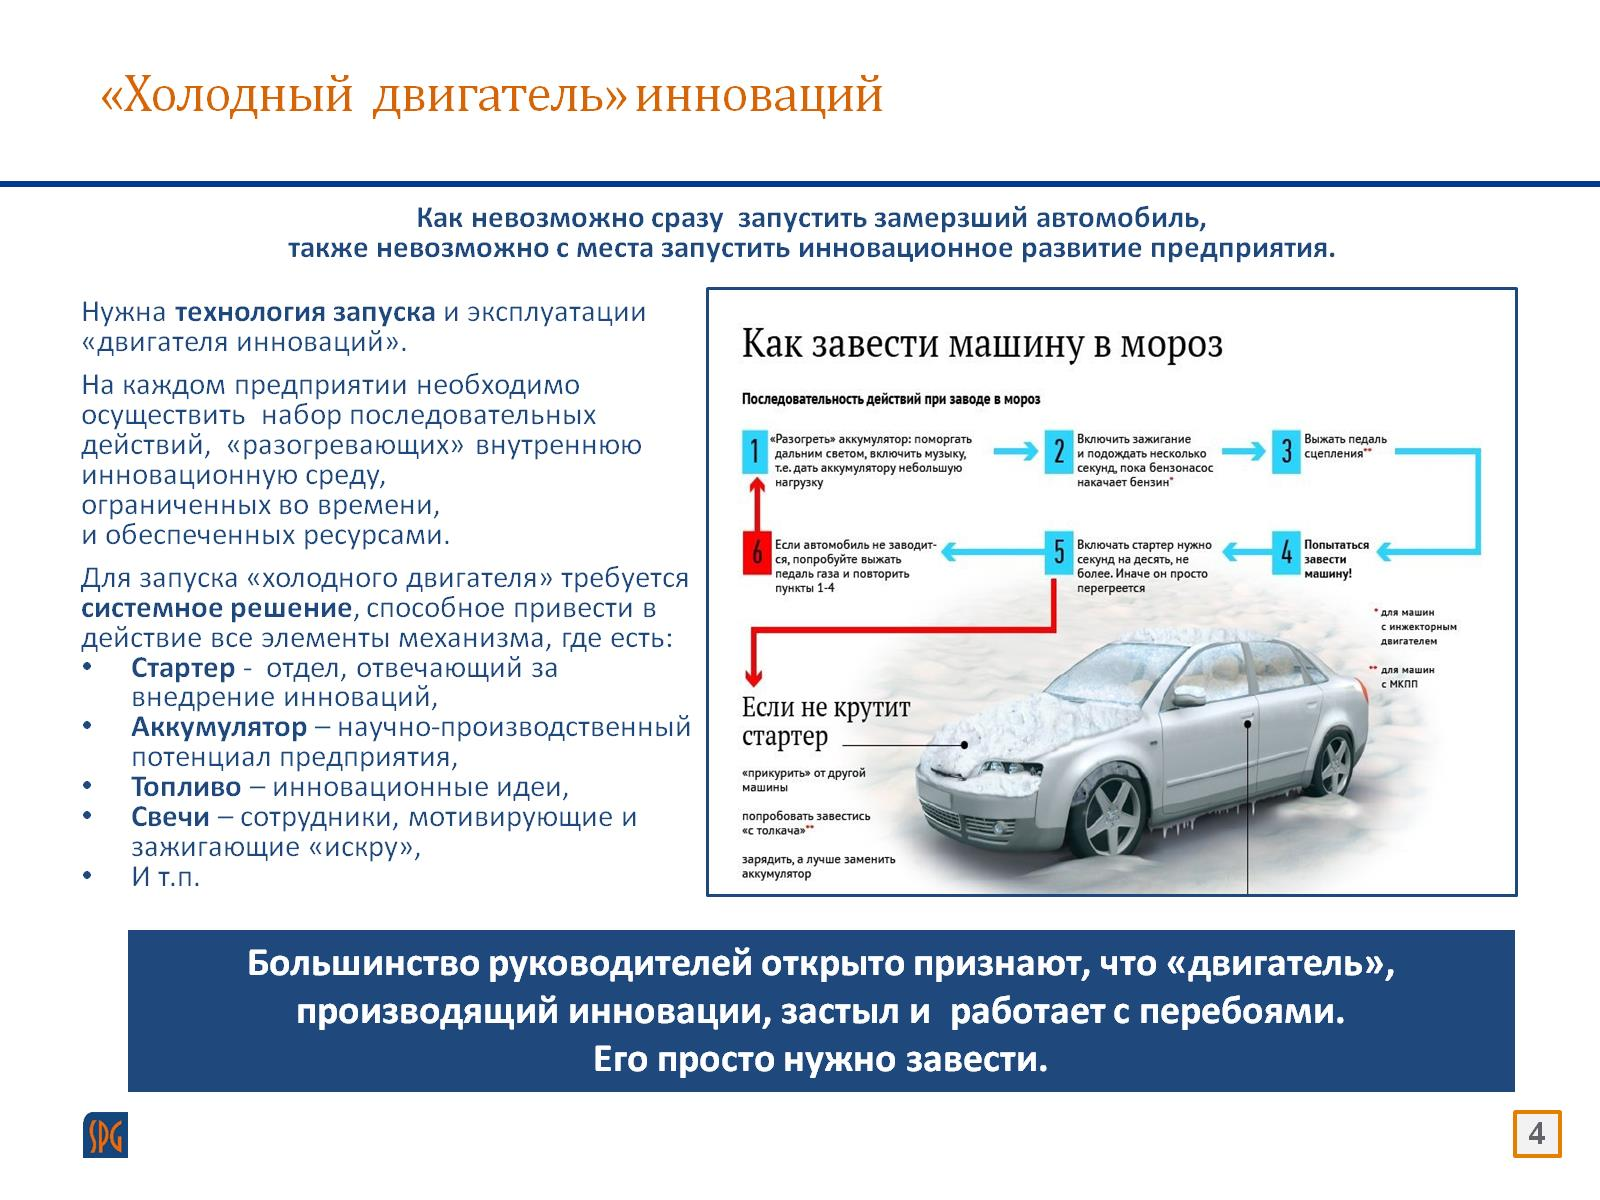 «Холодный двигатель» инноваций
Как невозможно сразу запустить замерзший автомобиль,
также невозможно с места запустить инновационное развитие предприятия.
Нужна технология запуска и эксплуатации
«двигателя инноваций».
На каждом предприятии необходимо
осуществить набор последовательных
действий, «разогревающих» внутреннюю
инновационную среду,
ограниченных во времени,
и обеспеченных ресурсами.
Для запуска «холодного двигателя» требуется
системное решение, способное привести в
действие все элементы механизма, где есть:
• Стартер - отдел, отвечающий за
внедрение инноваций,
• Аккумулятор – научно-производственный
потенциал предприятия,
• Топливо – инновационные идеи,
• Свечи – сотрудники, мотивирующие и
зажигающие «искру»,
• И т.п.
Как завести машину в мороз
Последовательность действий при заводе в мороз
1
«Разогреть» аккумулятор: поморгать
дальним светом, включить музыку,
т.е. дать аккумулятору небольшую
нагрузку
2
Включить зажигание
и подождать несколько
секунд, пока бензонасос
накачает бензин*
3
Выжать педаль
сцепления**
4
Попытаться
завести
машину!
5
Включать стартер нужно
секунд на десять, не
более. Иначе он просто
перегреется
6
Если автомобиль не заводит-
ся, попробуйте выжать
педаль газа и повторить
пункты 1-4
* для машин
с инжекторным
двигателем
** для машин
с МКПП
Если не крутит
стартер
«прикурить» от другой
машины
попробовать завестись
«с толкача»**
зарядить, а лучше заменить
аккумулятор
Большинство руководителей открыто признают, что «двигатель»,
производящий инновации, застыл и работает с перебоями.
Его просто нужно завести.
SPG
4